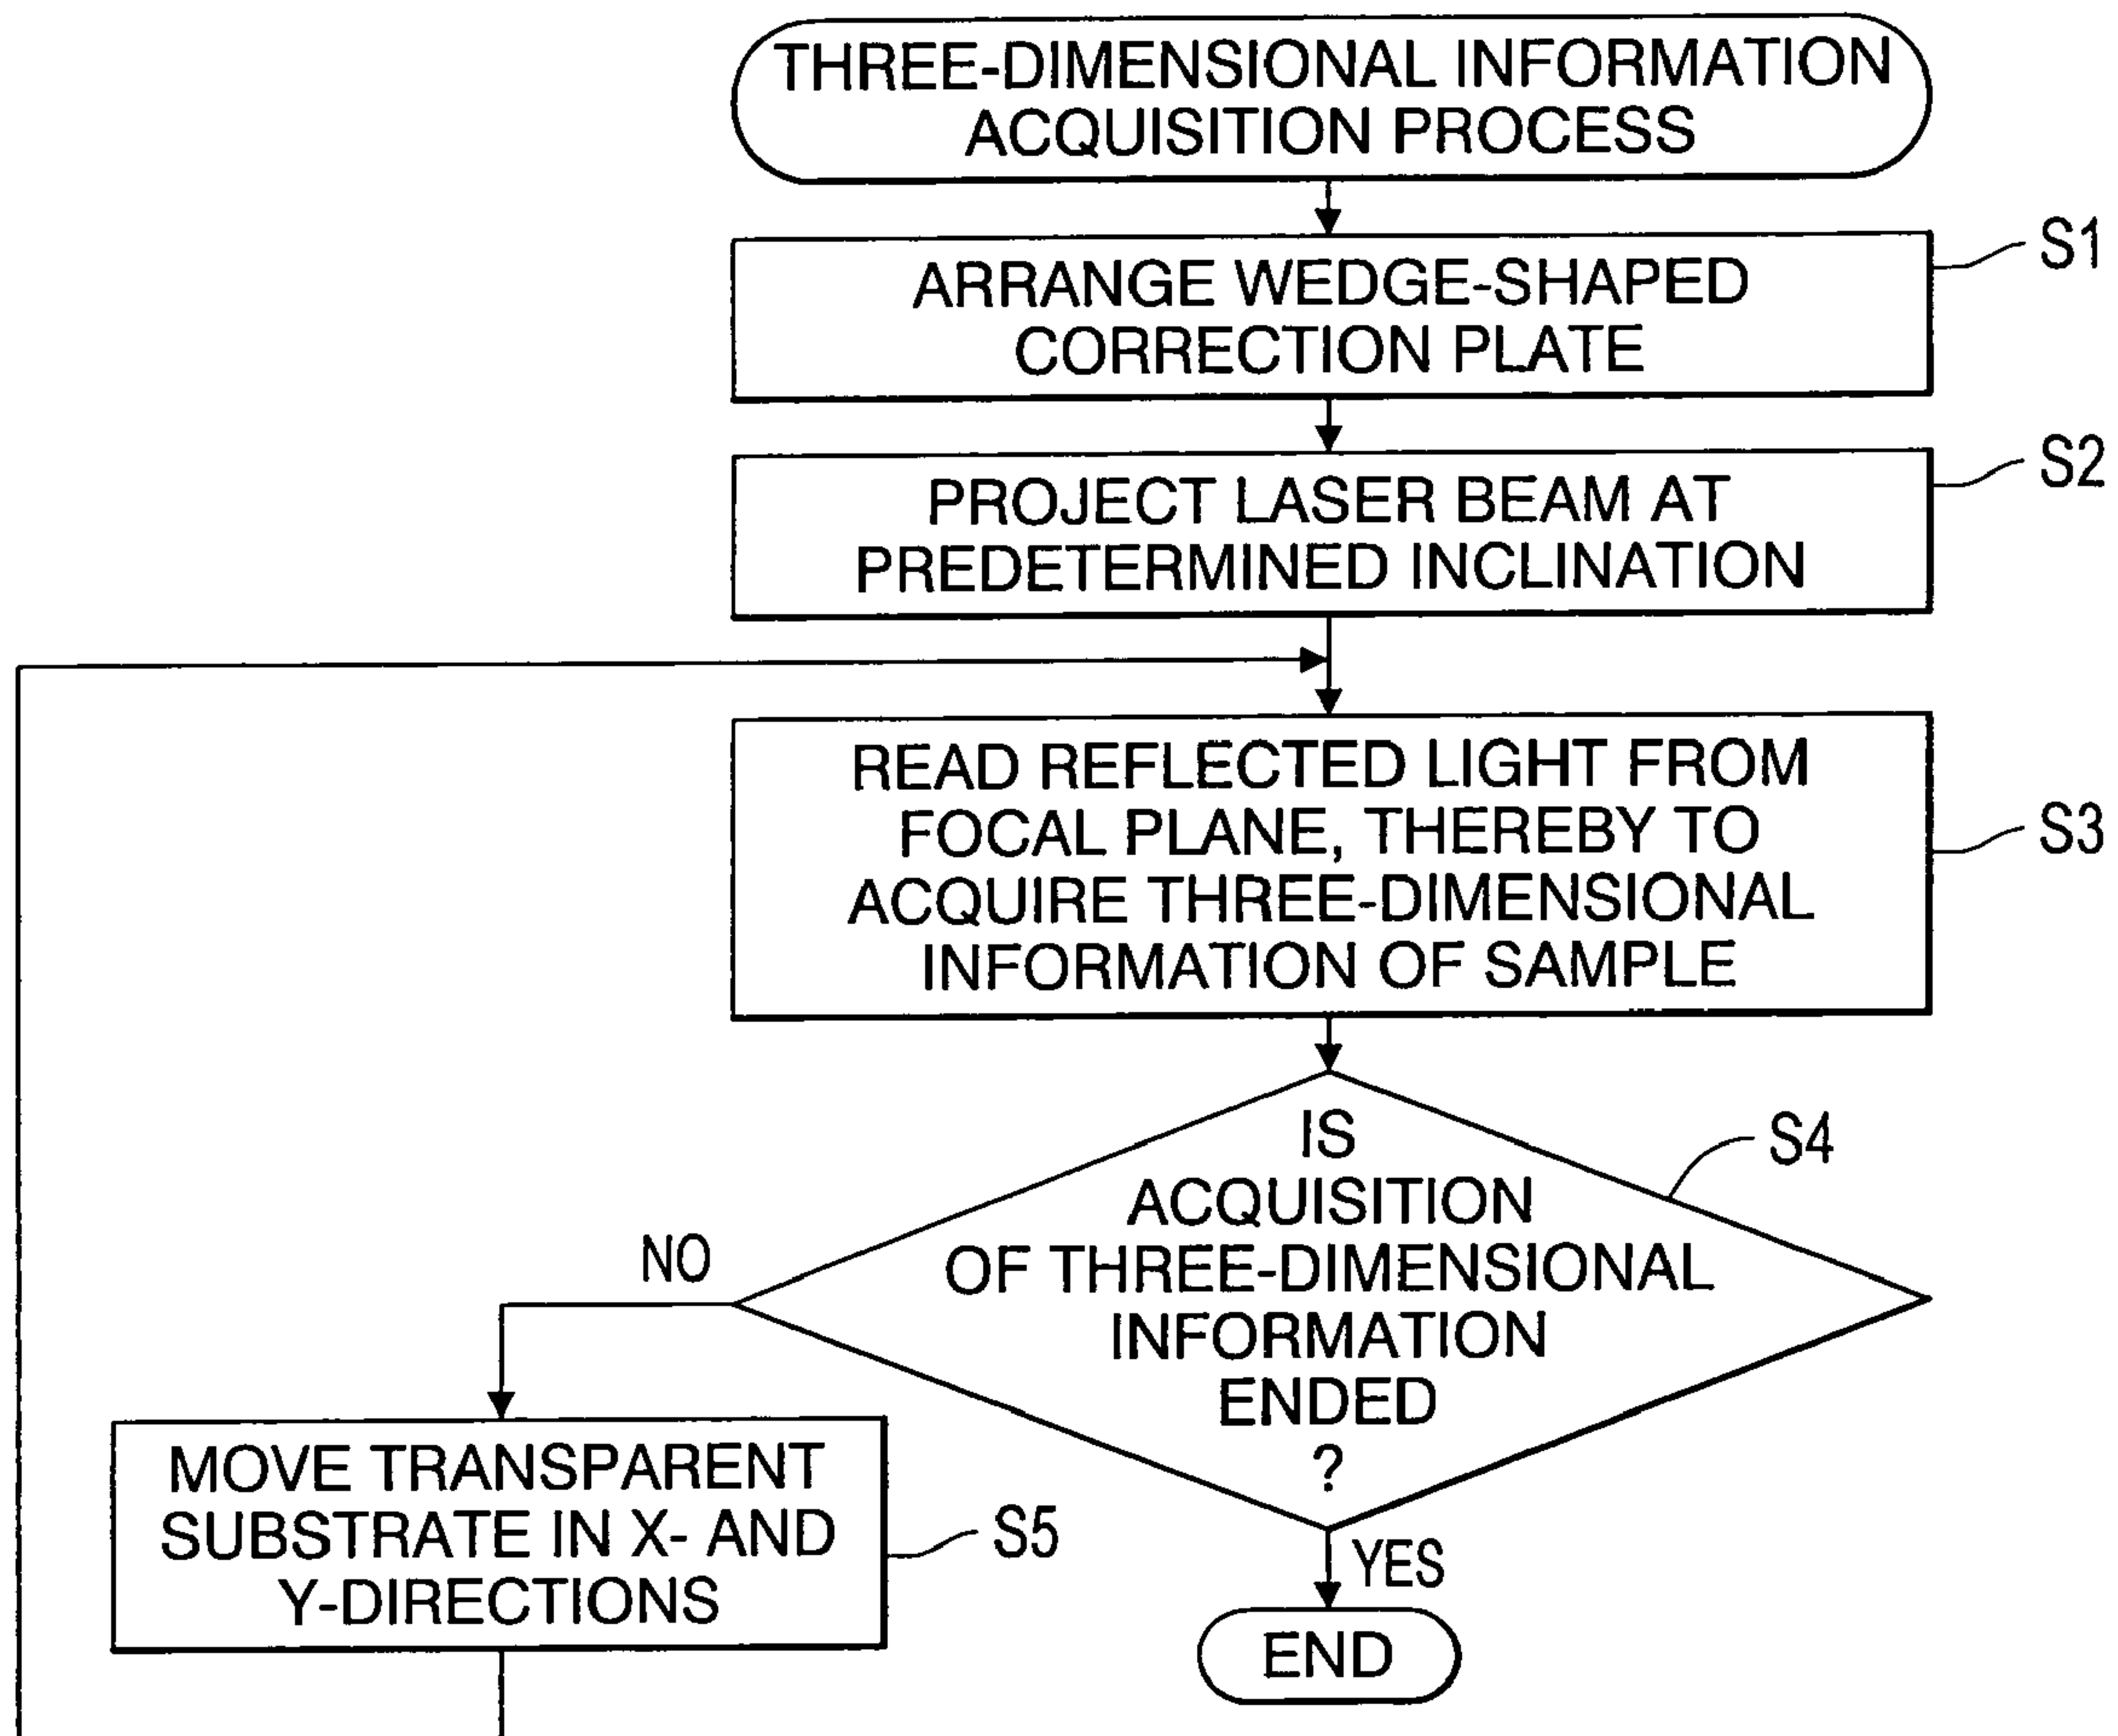 THREE-DIMENSIONAL INFORMATION
ACQUISITION PROCESS
S1
ARRANGE WEDGE-SHAPED
CORRECTION PLATE
S2
PROJECT LASER BEAM AT
PREDETERMINED INCLINATION
READ REFLECTED LIGHT FROM
FOCAL PLANE, THEREBY TO
ACQUIRE THREE-DIMENSIONAL
INFORMATION OF SAMPLE
S3
IS
ACQUISITION
OF THREE-DIMENSIONAL
INFORMATION
ENDED
?
S4
NO
MOVE TRANSPARENT
SUBSTRATE IN X- AND
Y-DIRECTIONS
S5
YES
END